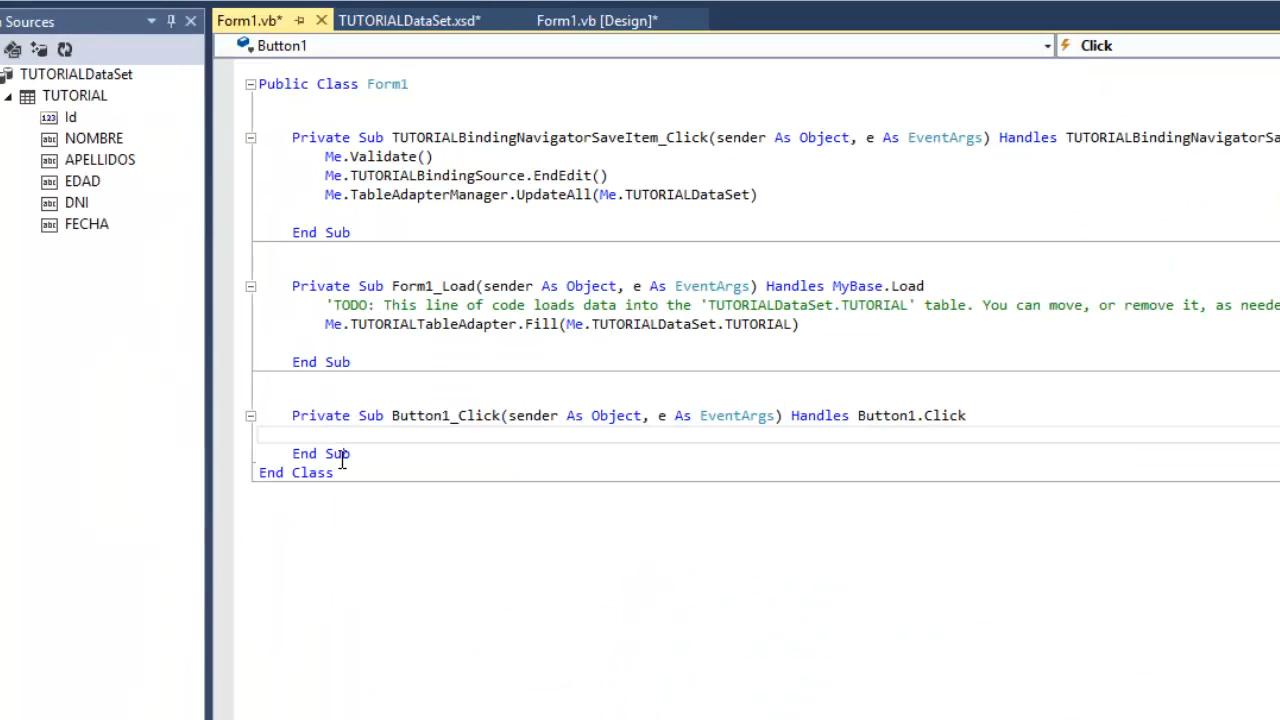 Sources
Form1.vb*
TUTORIALDataSet.xsd*
Form1.vb [Design]*
Button1
Click
TUTORIALDataSet
TUTORIAL
Id
NOMBRE
APELLIDOS
EDAD
DNI
FECHA
Public Class Form1
Private Sub TUTORIALBindingNavigatorSaveItem_Click(sender As Object, e As EventArgs) Handles TUTORIALBindingNavigatorSa
Me.Validate()
Me.TUTORIALBindingSource.EndEdit()
Me.TableAdapterManager.UpdateAll(Me.TUTORIALDataSet)
End Sub
Private Sub Form1_Load(sender As Object, e As EventArgs) Handles MyBase.Load
'TODO: This line of code loads data into the 'TUTORIALDataSet.TUTORIAL' table. You can move, or remove it, as neede
Me.TUTORIALTableAdapter.Fill(Me.TUTORIALDataSet.TUTORIAL)
End Sub
Private Sub Button1_Click(sender As Object, e As EventArgs) Handles Button1.Click
End Sub
End Class